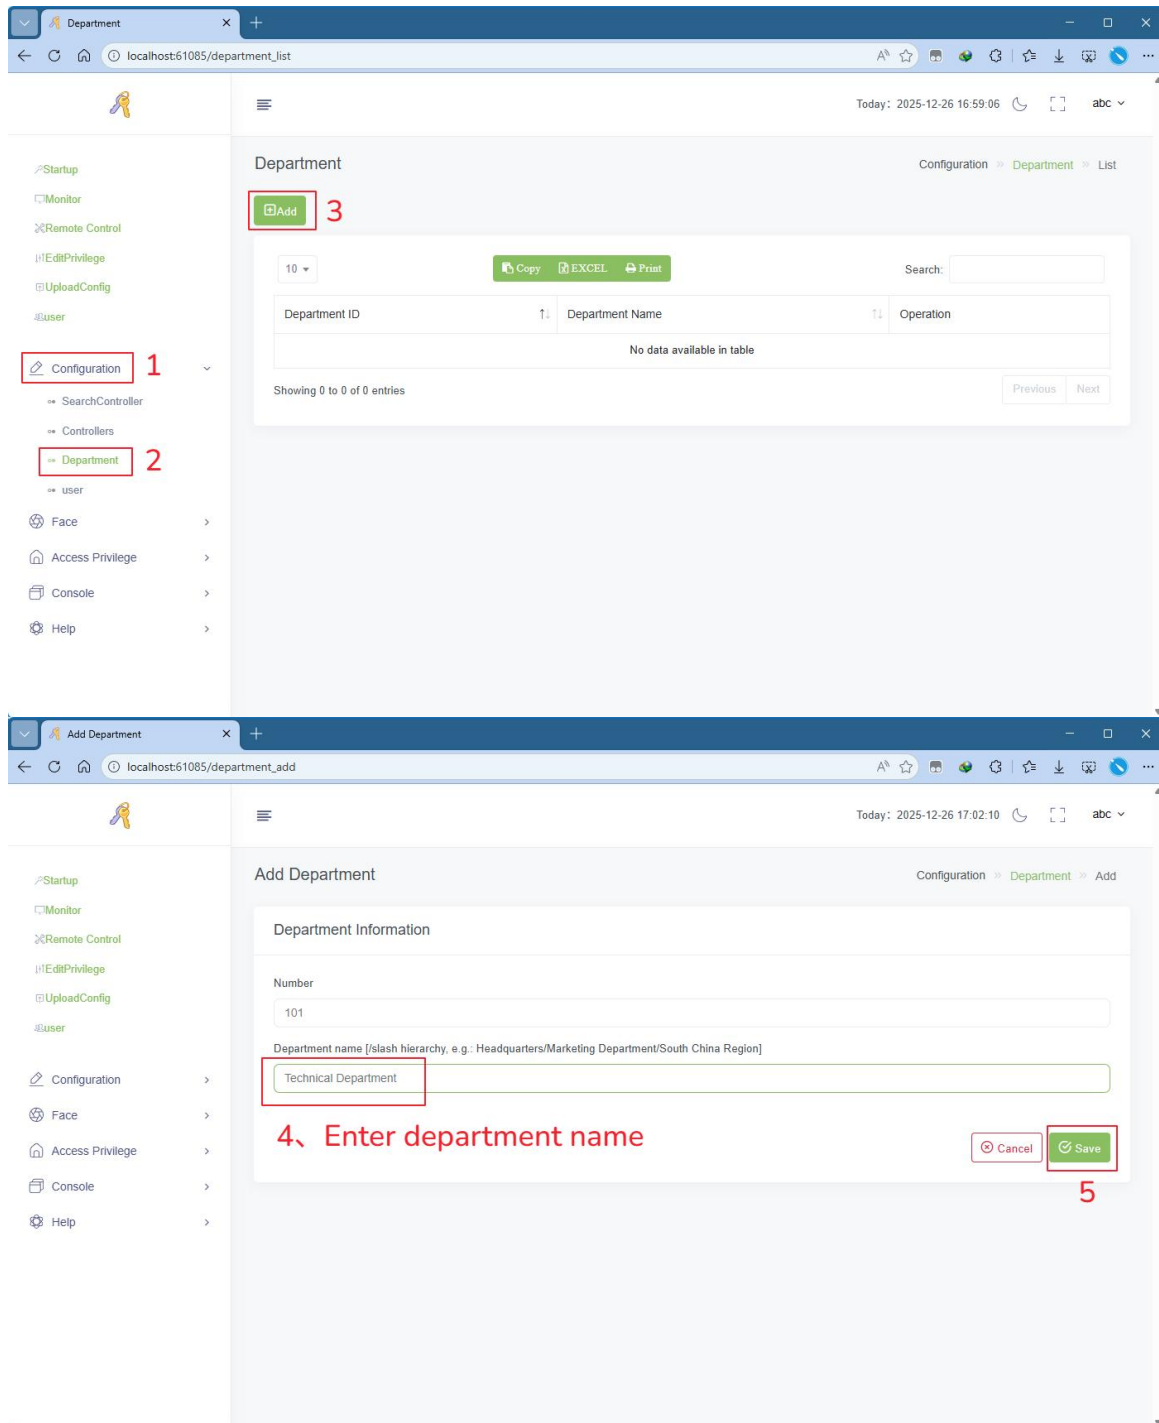 Department
localhost:61085/department_list
Today: 2025-12-26 16:59:06 abc
Startup
Monitor
Remote Control
EditPrivilege
UploadConfig
user
Configuration 1
SearchController
Controllers
Department 2
user
Face
Access Privilege
Console
Help
Department
Configuration » Department » List
Add 3
10 Copy EXCEL Print Search:
Department ID Department Name Operation
No data available in table
Showing 0 to 0 of 0 entries Previous Next
Add Department
localhost:61085/department_add
Today: 2025-12-26 17:02:10 abc
Startup
Monitor
Remote Control
EditPrivilege
UploadConfig
user
Configuration
Face
Access Privilege
Console
Help
Add Department
Configuration » Department » Add
Department Information
Number
101
Department name [/slash hierarchy, e.g.: Headquarters/Marketing Department/South China Region]
Technical Department
4、Enter department name
Cancel Save
5